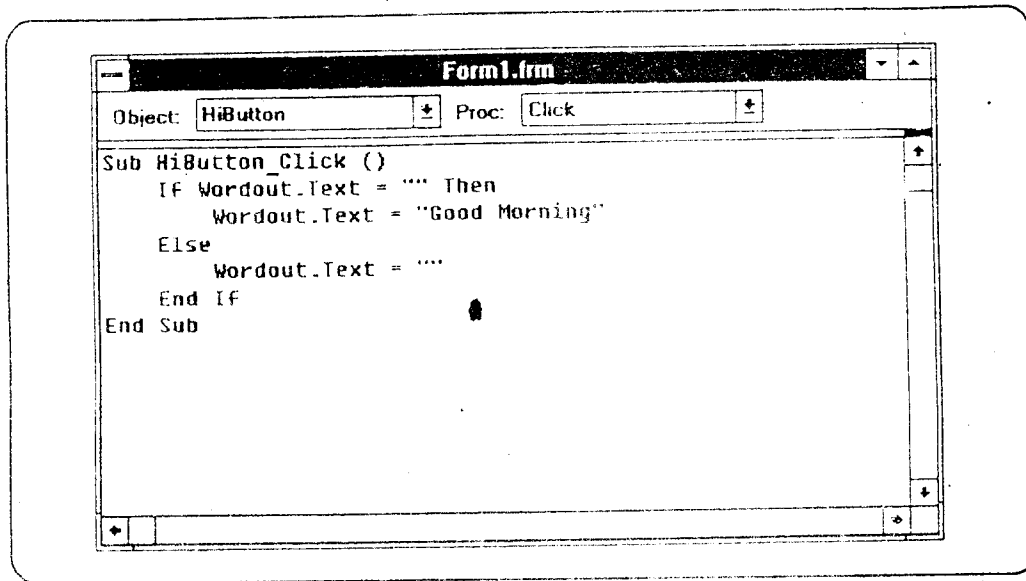 Form1.frm
Object: HiButton Proc: Click
Sub HiButton_Click ()
If Wordout.Text = "" Then
Wordout.Text = "Good Morning"
Else
Wordout.Text = ""
End If
End Sub